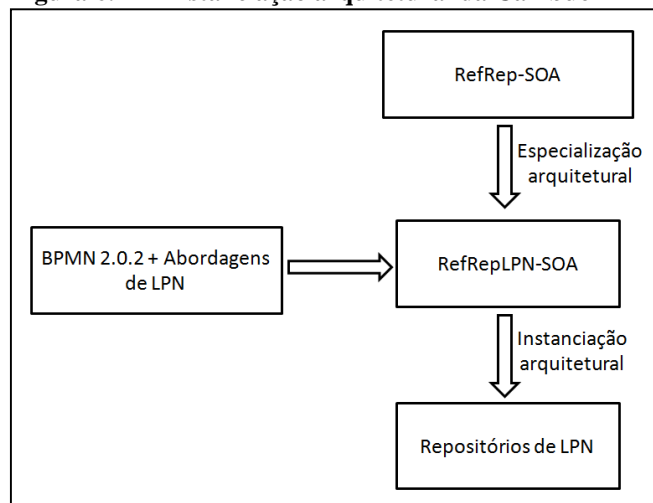 RefRep-SOA
Especialização
arquitetural
BPMN 2.0.2 + Abordagens
de LPN
RefRepLPN-SOA
Instanciação
arquitetural
Repositórios de LPN